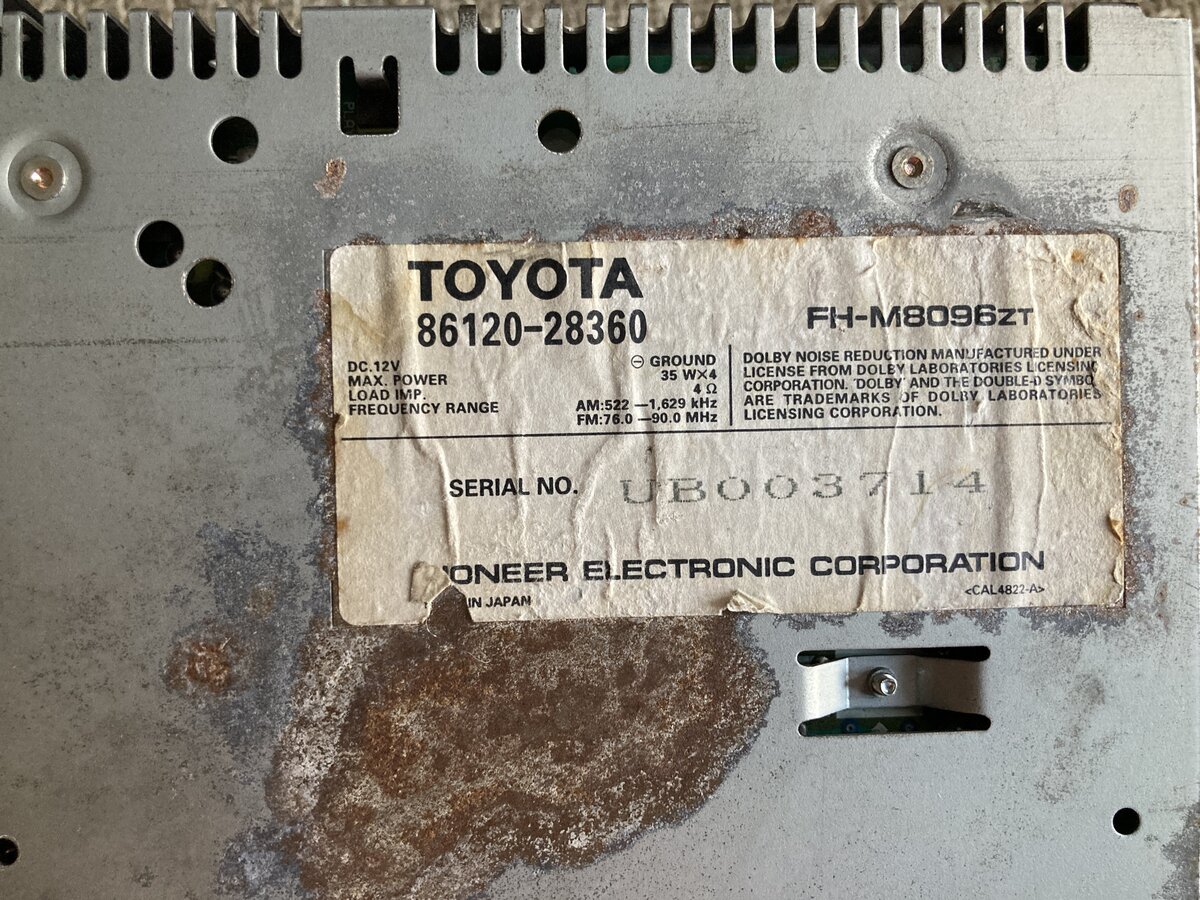 TOYOTA
86120-28360
FH-M8096ZT
DC.12V ⊖ GROUND
MAX. POWER 35 W×4
LOAD IMP. 4 Ω
FREQUENCY RANGE AM:522 —1,629 kHz
FM:76.0 —90.0 MHz
DOLBY NOISE REDUCTION MANUFACTURED UNDER
LICENSE FROM DOLBY LABORATORIES LICENSING
CORPORATION. "DOLBY" AND THE DOUBLE-D SYMBO
ARE TRADEMARKS OF DOLBY LABORATORIES
LICENSING CORPORATION.
SERIAL NO. UB003714
IONEER ELECTRONIC CORPORATION
IN JAPAN <CAL4822-A>